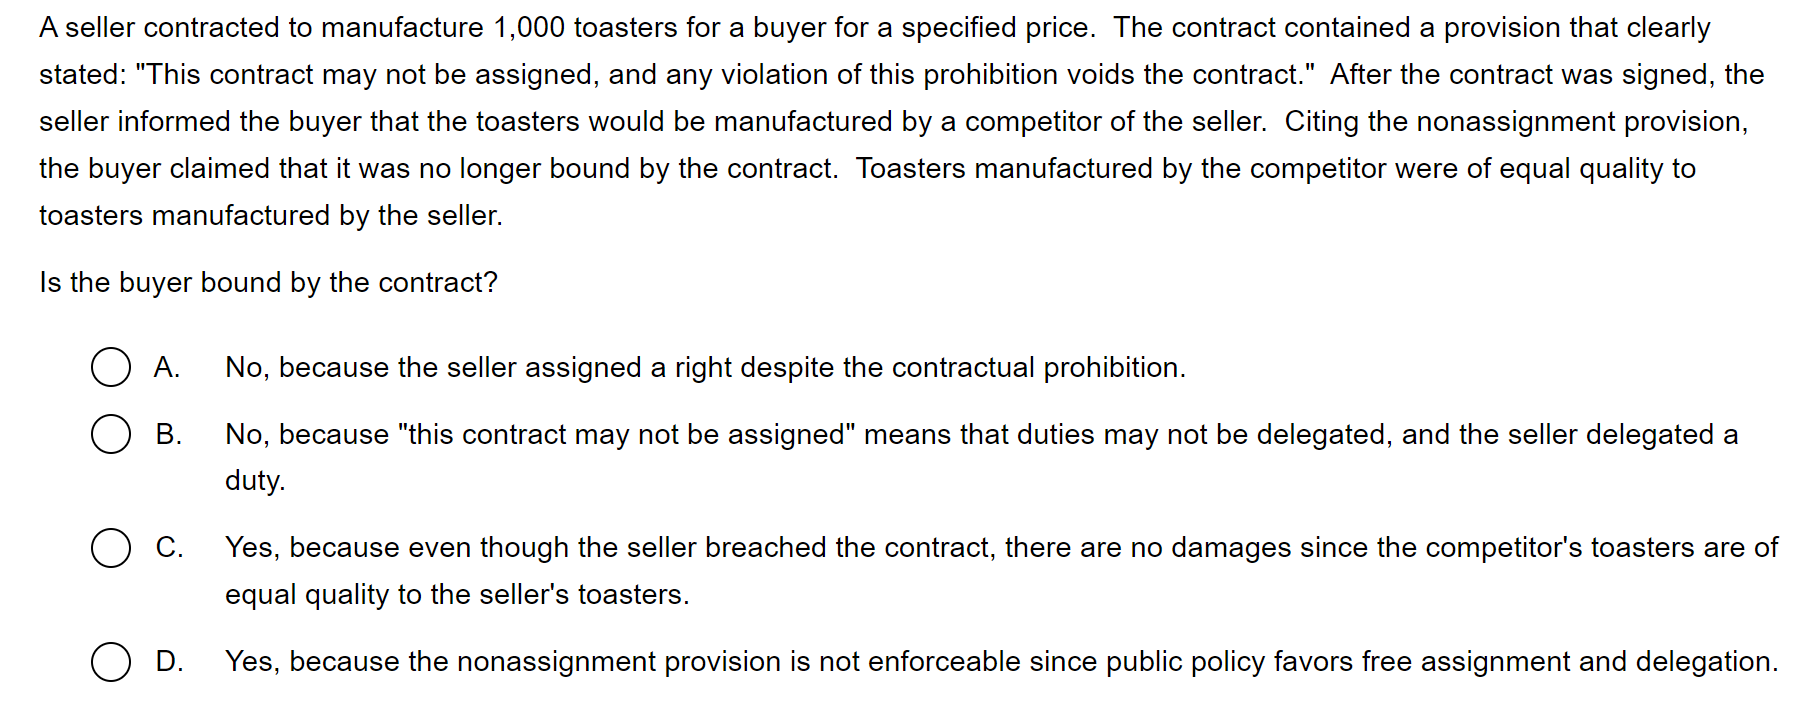 A seller contracted to manufacture 1,000 toasters for a buyer for a specified price.  The contract contained a provision that clearly
stated: "This contract may not be assigned, and any violation of this prohibition voids the contract."  After the contract was signed, the
seller informed the buyer that the toasters would be manufactured by a competitor of the seller.  Citing the nonassignment provision,
the buyer claimed that it was no longer bound by the contract.  Toasters manufactured by the competitor were of equal quality to
toasters manufactured by the seller.
Is the buyer bound by the contract?
A. No, because the seller assigned a right despite the contractual prohibition.
B. No, because "this contract may not be assigned" means that duties may not be delegated, and the seller delegated a
duty.
C. Yes, because even though the seller breached the contract, there are no damages since the competitor's toasters are of
equal quality to the seller's toasters.
D. Yes, because the nonassignment provision is not enforceable since public policy favors free assignment and delegation.